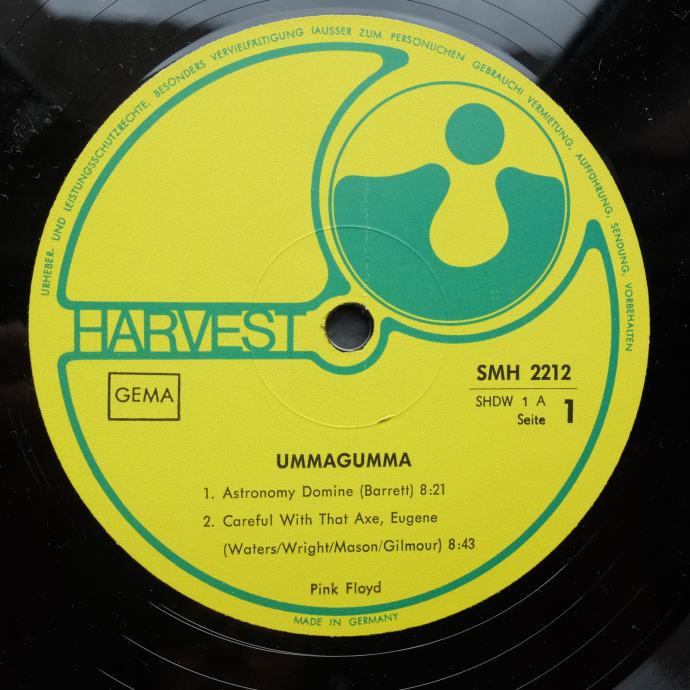 URHEBER- UND LEISTUNGSSCHUTZRECHTE, BESONDERS VERVIELFÄLTIGUNG (AUSSER ZUM PERSÖNLICHEN GEBRAUCH) VERMIETUNG, AUFFÜHRUNG, SENDUNG, VORBEHALTEN
HARVEST
GEMA
SMH 2212
SHDW 1 A
Seite 1
UMMAGUMMA
1. Astronomy Domine (Barrett) 8:21
2. Careful With That Axe, Eugene
(Waters/Wright/Mason/Gilmour) 8:43
Pink Floyd
MADE IN GERMANY